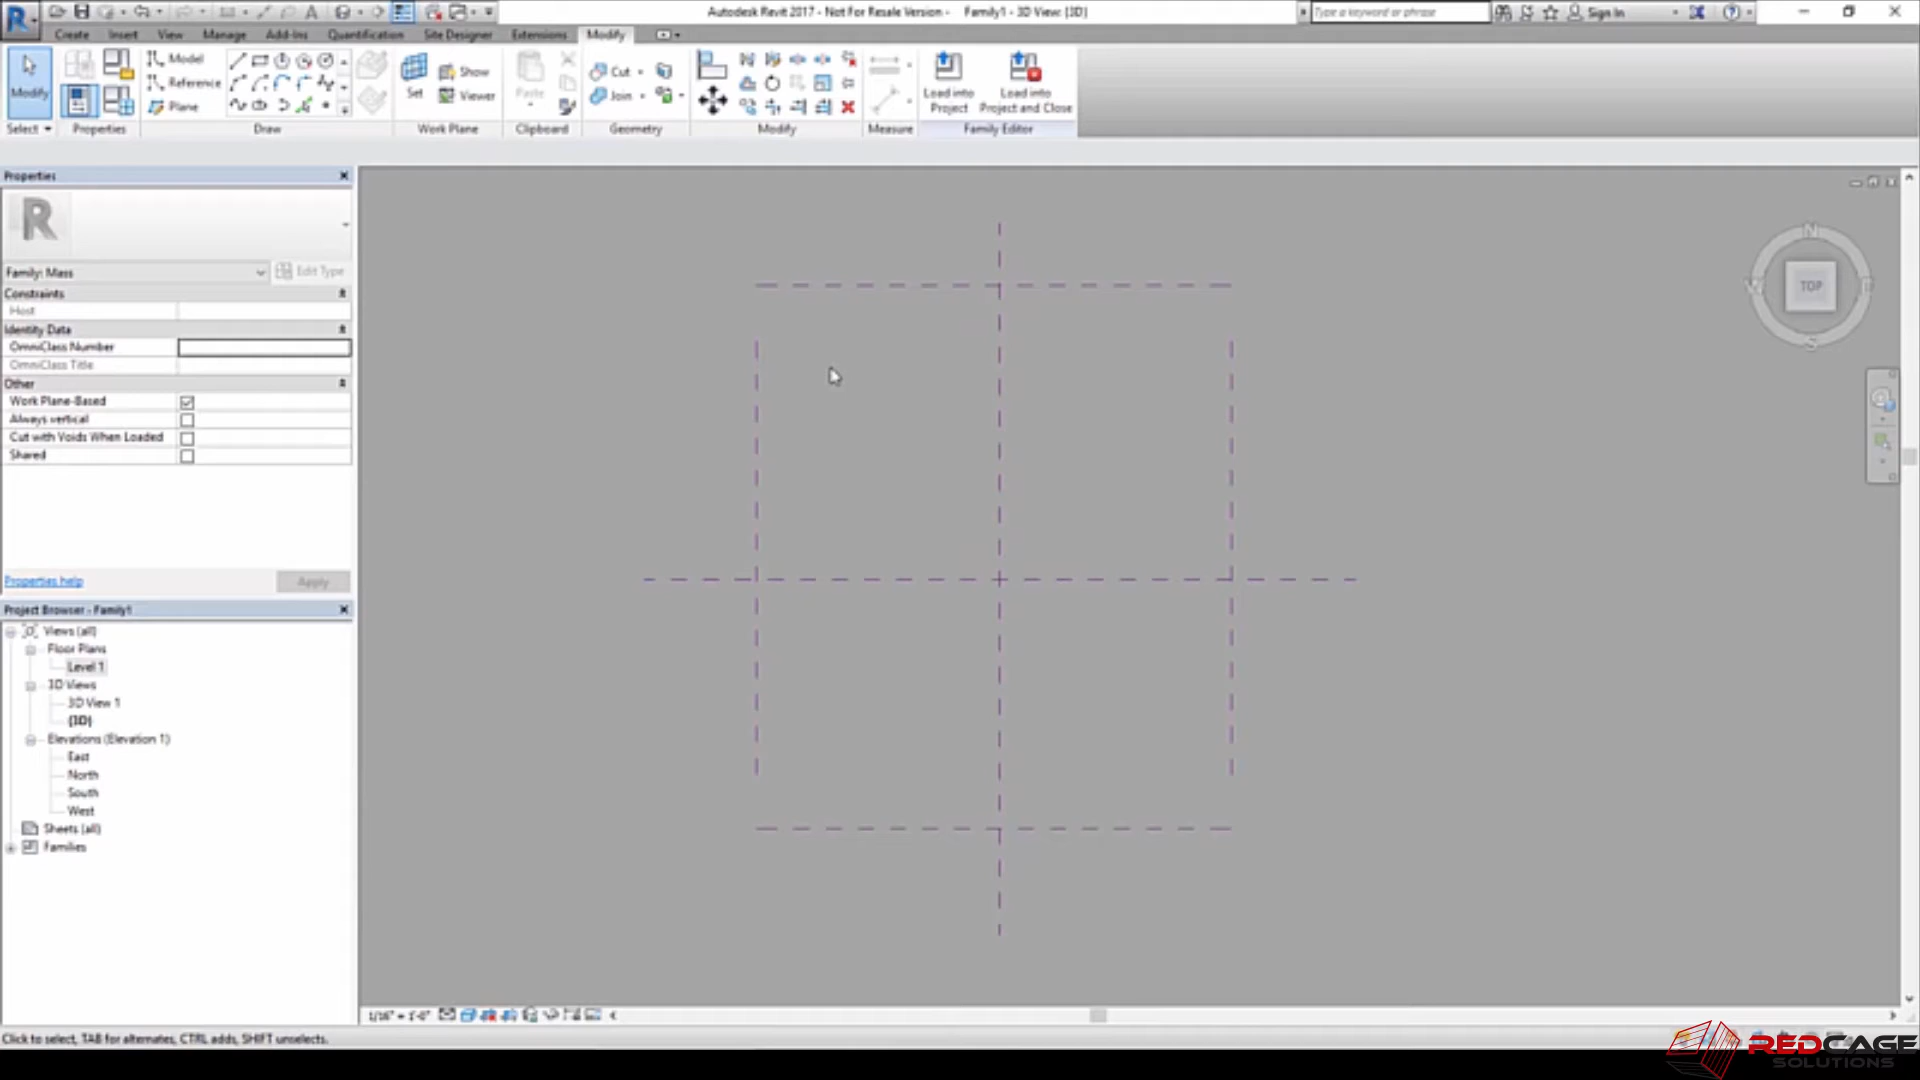 Autodesk Revit 2017 - Not For Resale Version - Family1 - 3D View: {3D}
Type a keyword or phrase
Sign In
Create Insert View Manage Add-Ins Quantification Site Designer Extensions Modify
Modify
Model
Reference
Plane
Set
Show
Viewer
Paste
Cut
Join
Load into
Project
Load into
Project and Close
Select Properties Draw Work Plane Clipboard Geometry Modify Measure Family Editor
Properties
R
Family: Mass
Edit Type
Constraints
Host
Identity Data
OmniClass Number
OmniClass Title
Other
Work Plane-Based
Always vertical
Cut with Voids When Loaded
Shared
Properties help
Apply
Project Browser - Family1
Views (all)
Floor Plans
Level 1
3D Views
3D View 1
{3D}
Elevations (Elevation 1)
East
North
South
West
Sheets (all)
Families
N
TOP
S
1/16" = 1'-0"
Click to select, TAB for alternates, CTRL adds, SHIFT unselects.
REDCAGE
SOLUTIONS